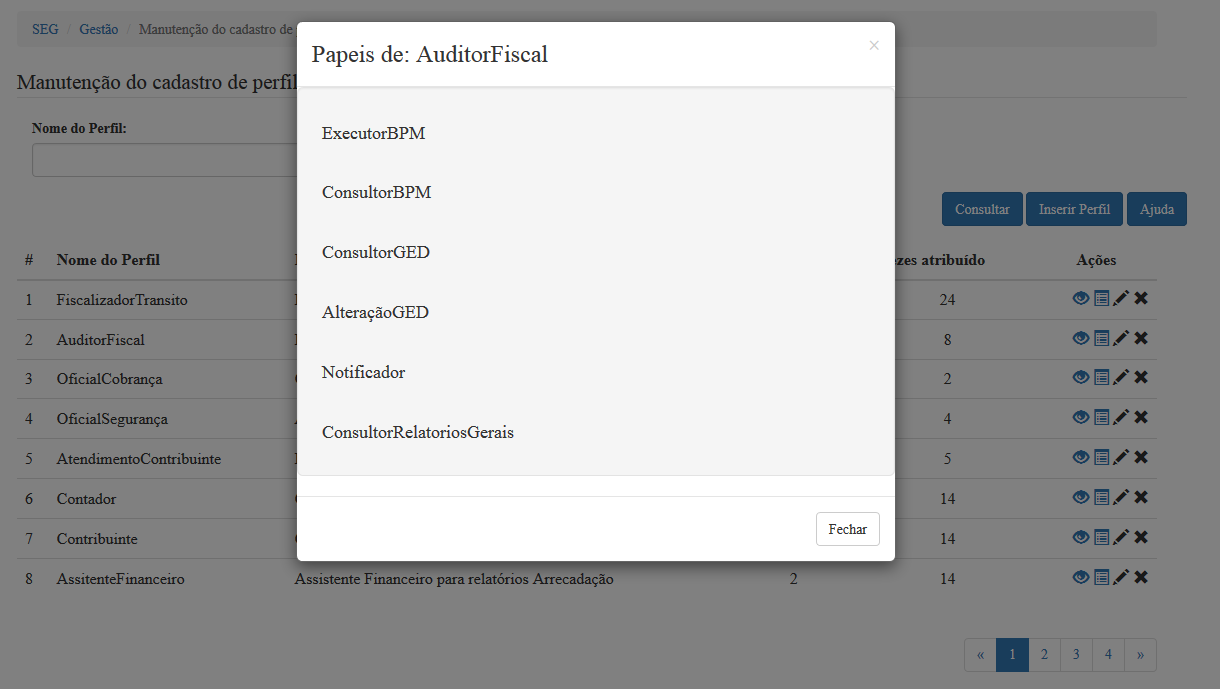 SEG / Gestão / Manutenção do cadastro de
Papeis de: AuditorFiscal
×
Manutenção do cadastro de perfil
Nome do Perfil:
ExecutorBPM
ConsultorBPM
ConsultorGED
AlteraçãoGED
Notificador
ConsultorRelatoriosGerais
Fechar
Consultar Inserir Perfil Ajuda
# Nome do Perfil atribuído Ações
1 FiscalizadorTransito 24
2 AuditorFiscal 8
3 OficialCobrança 2
4 OficialSegurança 4
5 AtendimentoContribuinte 5
6 Contador 14
7 Contribuinte 14
8 AssitenteFinanceiro Assistente Financeiro para relatórios Arrecadação 2 14
« 1 2 3 4 »